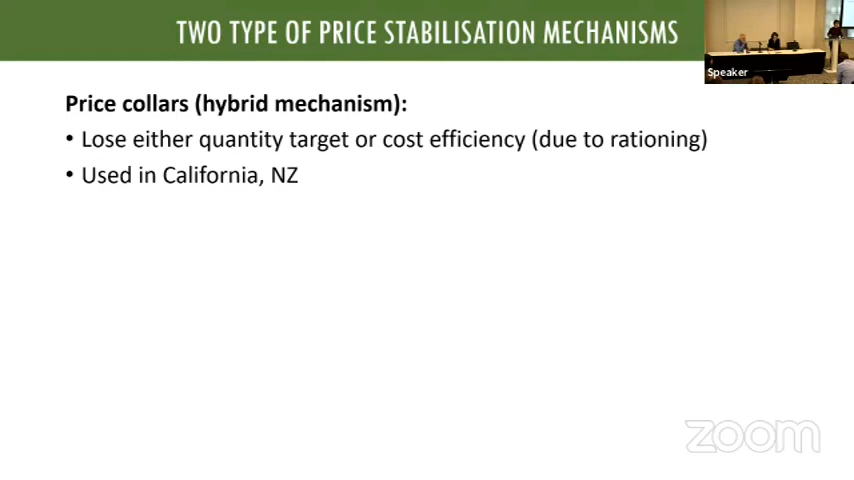 TWO TYPE OF PRICE STABILISATION MECHANISMS
Speaker
Price collars (hybrid mechanism):
• Lose either quantity target or cost efficiency (due to rationing)
• Used in California, NZ
zoom